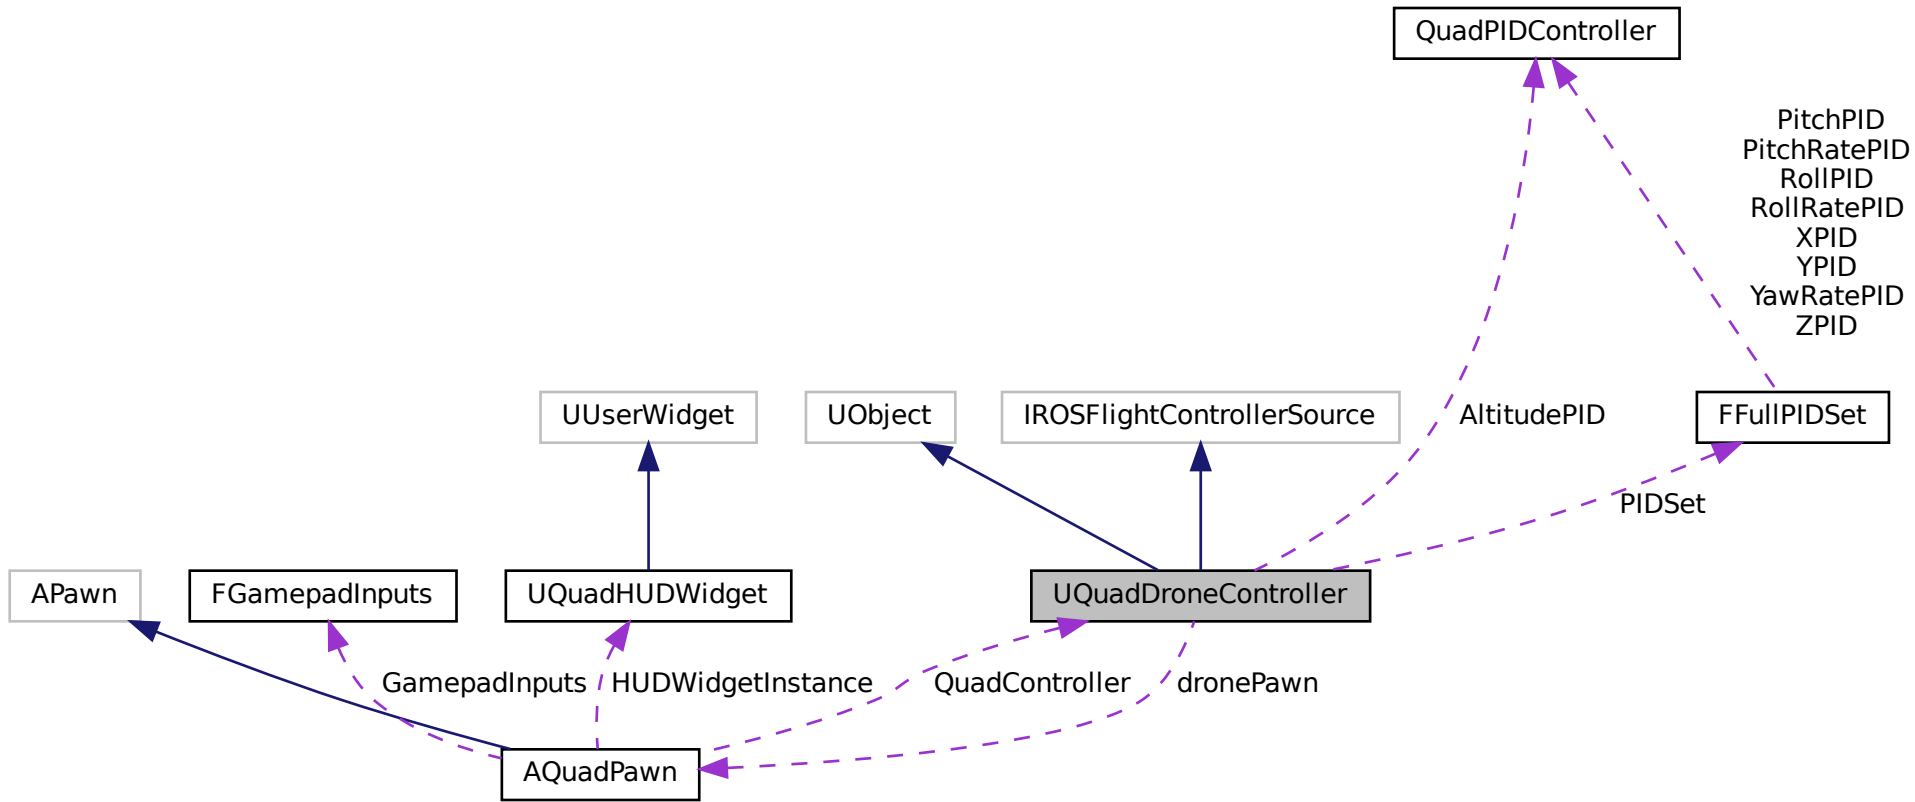 QuadPIDController
PitchPID
PitchRatePID
RollPID
RollRatePID
XPID
YPID
YawRatePID
ZPID
UUserWidget
UObject
IROSFlightControllerSource
AltitudePID
FFullPIDSet
PIDSet
APawn
FGamepadInputs
UQuadHUDWidget
UQuadDroneController
GamepadInputs
HUDWidgetInstance
QuadController
dronePawn
AQuadPawn